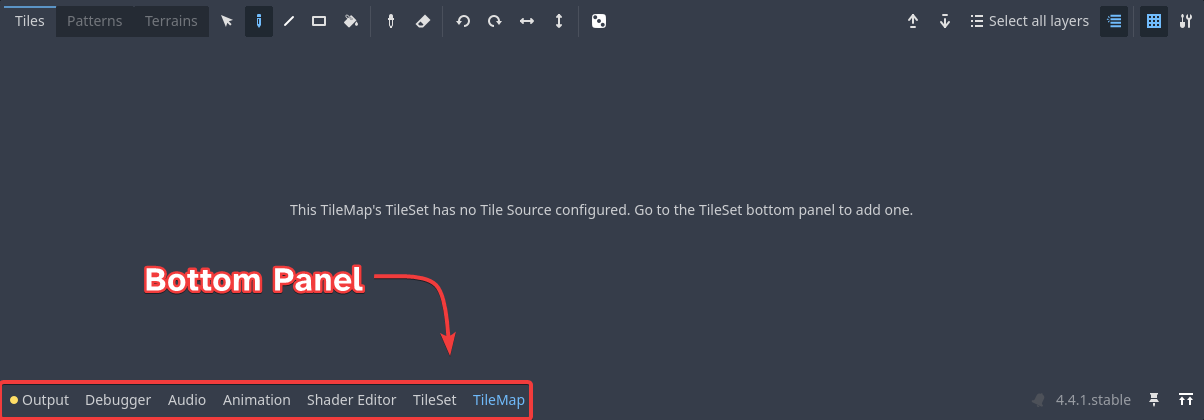 Tiles Patterns Terrains Select all layers
This TileMap's TileSet has no Tile Source configured. Go to the TileSet bottom panel to add one.
Bottom Panel
Output Debugger Audio Animation Shader Editor TileSet TileMap 4.4.1.stable